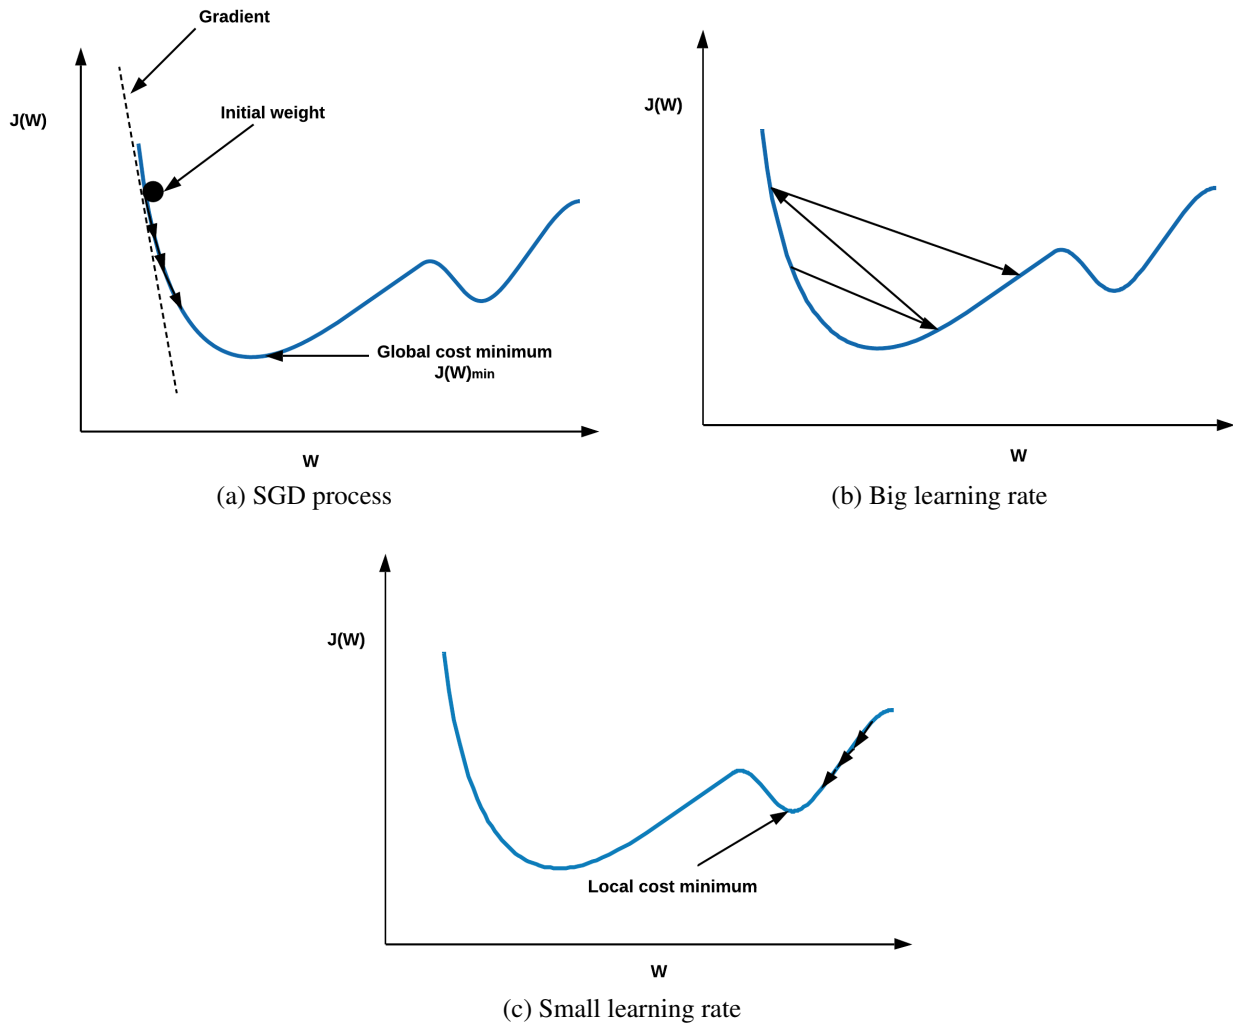 Gradient
Initial weight
J(W)
Global cost minimum
J(W)min
W
(a) SGD process
J(W)
W
(b) Big learning rate
J(W)
Local cost minimum
W
(c) Small learning rate